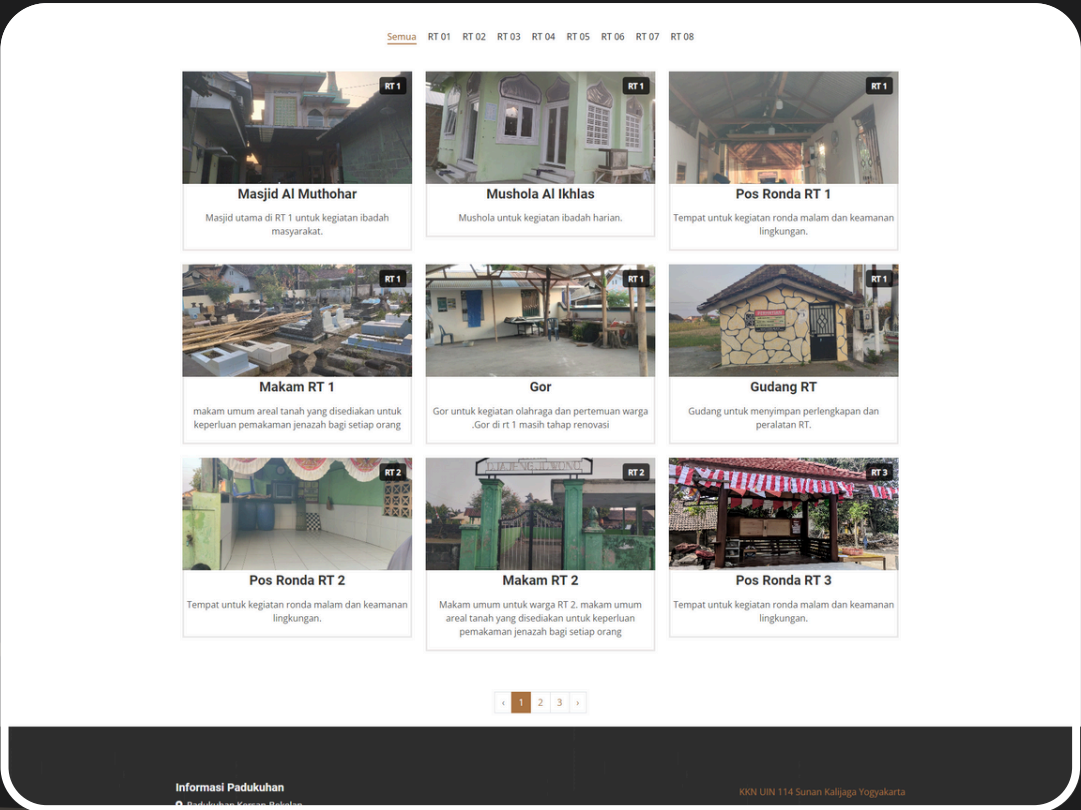 Semua RT 01 RT 02 RT 03 RT 04 RT 05 RT 06 RT 07 RT 08
RT 1
Masjid Al Muthohar
Masjid utama di RT 1 untuk kegiatan ibadah
masyarakat.
RT 1
Mushola Al Ikhlas
Mushola untuk kegiatan ibadah harian.
RT 1
Pos Ronda RT 1
Tempat untuk kegiatan ronda malam dan keamanan
lingkungan.
RT 1
Makam RT 1
makam umum areal tanah yang disediakan untuk
keperluan pemakaman jenazah bagi setiap orang
RT 1
Gor
Gor untuk kegiatan olahraga dan pertemuan warga
.Gor di rt 1 masih tahap renovasi
RT 1
Gudang RT
Gudang untuk menyimpan perlengkapan dan
peralatan RT.
RT 2
Pos Ronda RT 2
Tempat untuk kegiatan ronda malam dan keamanan
lingkungan.
RT 2
Makam RT 2
Makam umum untuk warga RT 2. makam umum
areal tanah yang disediakan untuk keperluan
pemakaman jenazah bagi setiap orang
RT 3
Pos Ronda RT 3
Tempat untuk kegiatan ronda malam dan keamanan
lingkungan.
‹ 1 2 3 ›
Informasi Padukuhan
KKN UIN 114 Sunan Kalijaga Yogyakarta